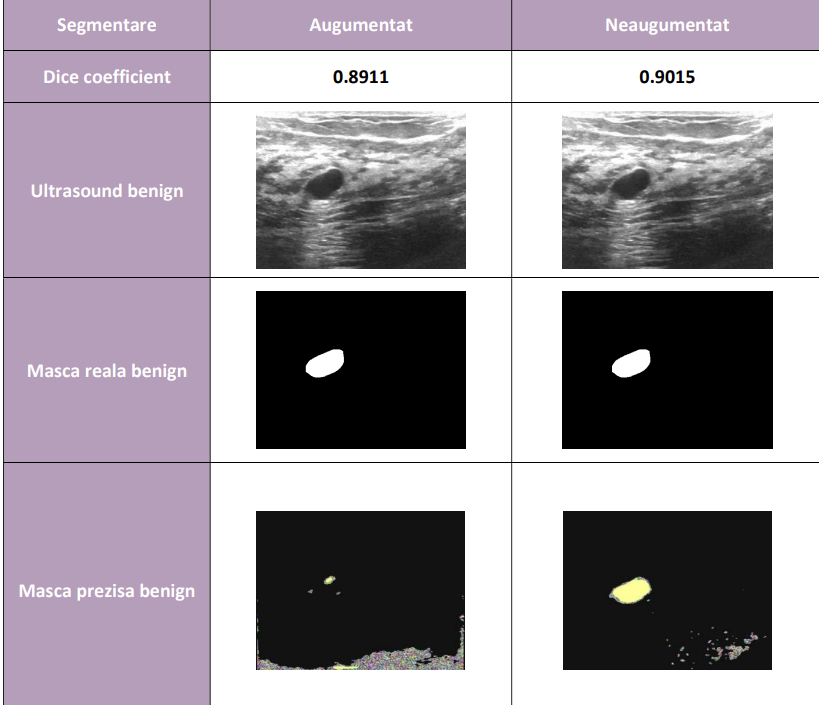 Segmentare Augumentat Neaugumentat
Dice coefficient 0.8911 0.9015
Ultrasound benign
Masca reala benign
Masca prezisa benign